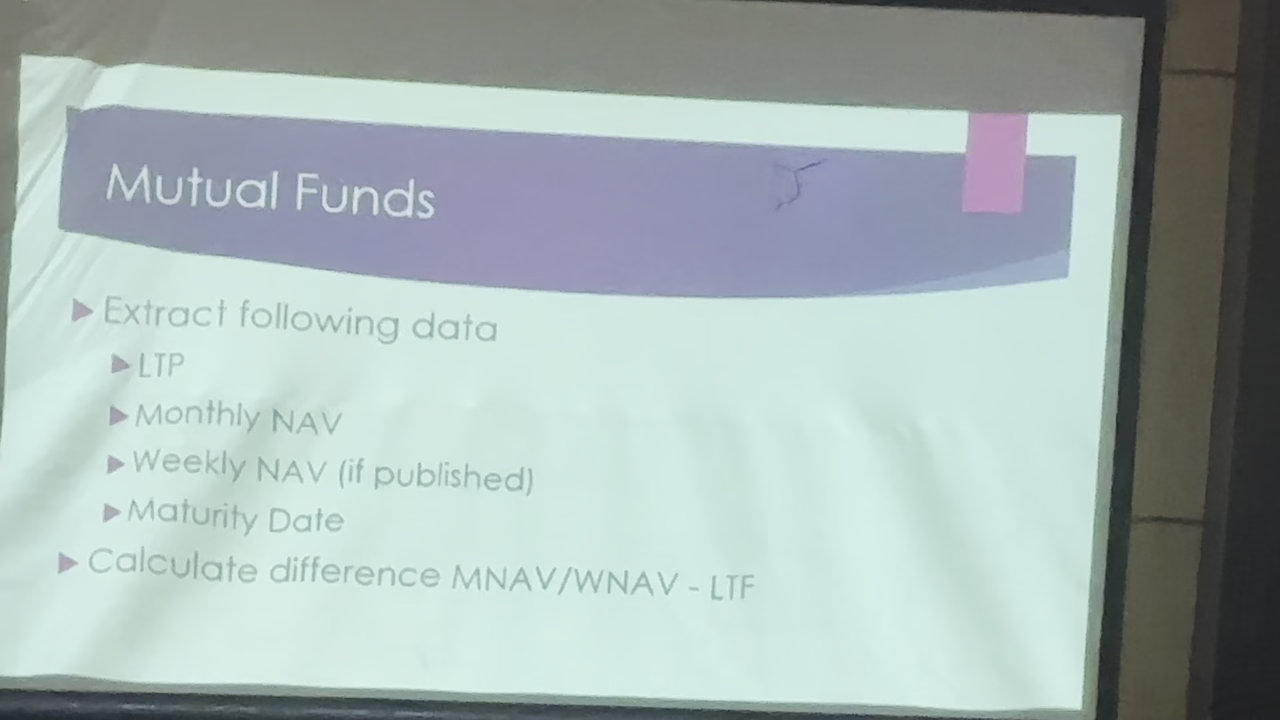 Mutual Funds
Extract following data
LTP
Monthly NAV
Weekly NAV (if published)
Maturity Date
Calculate difference MNAV/WNAV - LTF